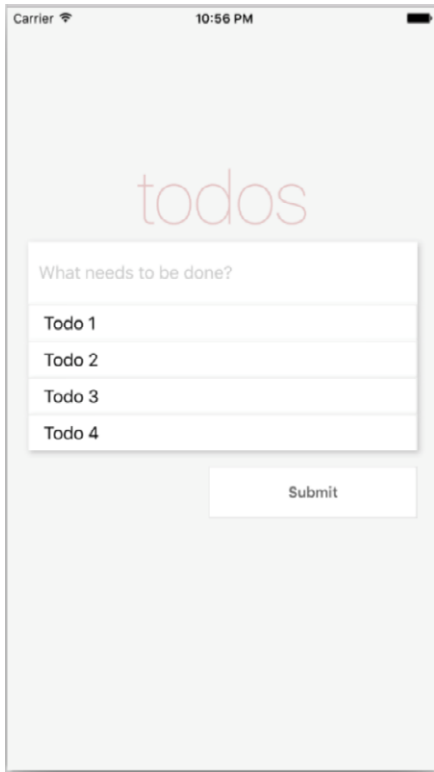 Carrier 10:56 PM
todos
What needs to be done?
Todo 1
Todo 2
Todo 3
Todo 4
Submit